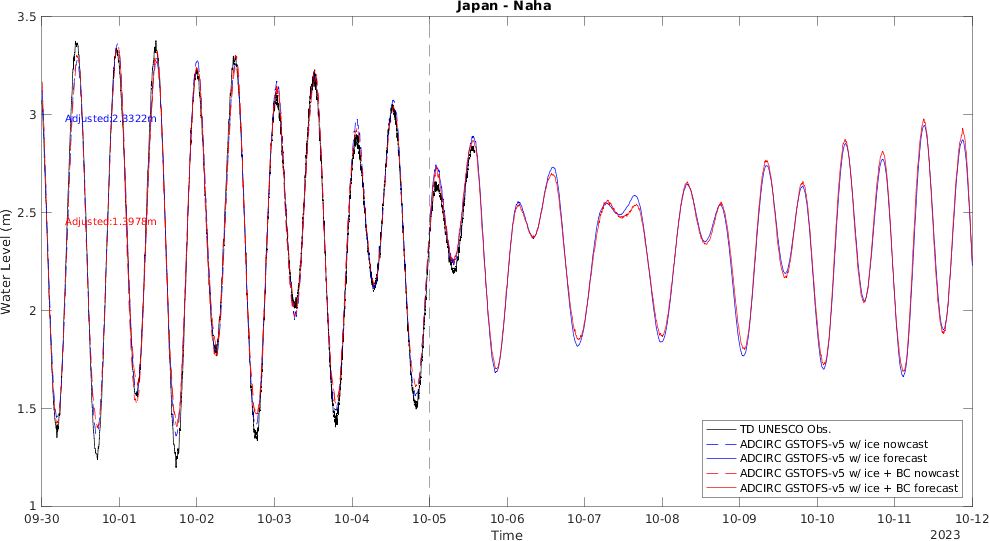 Japan - Naha
3.5
3
2.5
2
1.5
1
Water Level (m)
Adjusted:2.3322m
Adjusted:1.3978m
TD UNESCO Obs.
ADCIRC GSTOFS-v5 w/ ice nowcast
ADCIRC GSTOFS-v5 w/ ice forecast
ADCIRC GSTOFS-v5 w/ ice + BC nowcast
ADCIRC GSTOFS-v5 w/ ice + BC forecast
09-30 10-01 10-02 10-03 10-04 10-05 10-06 10-07 10-08 10-09 10-10 10-11 10-12
Time
2023